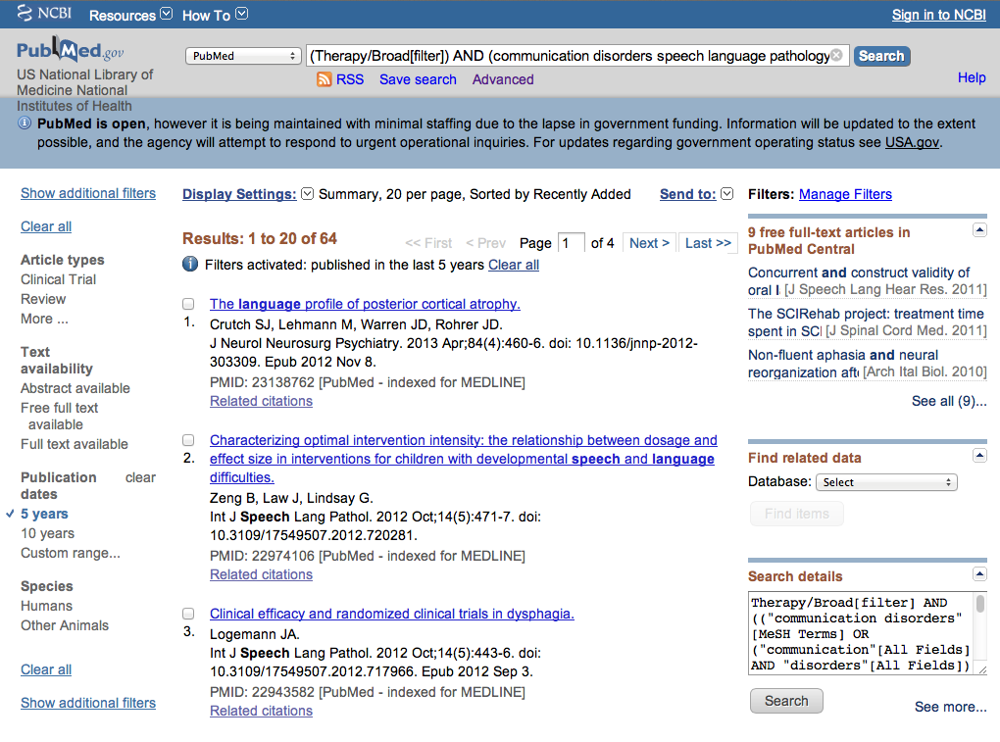 NCBI Resources How To Sign in to NCBI
PubMed.gov
US National Library of
Medicine National
Institutes of Health
PubMed
(Therapy/Broad[filter]) AND (communication disorders speech language pathology
Search
RSS Save search Advanced
Help
PubMed is open, however it is being maintained with minimal staffing due to the lapse in government funding. Information will be updated to the extent
possible, and the agency will attempt to respond to urgent operational inquiries. For updates regarding government operating status see USA.gov.
Show additional filters
Clear all
Article types
Clinical Trial
Review
More ...
Text
availability
Abstract available
Free full text
available
Full text available
Publication clear
dates
5 years
10 years
Custom range...
Species
Humans
Other Animals
Clear all
Show additional filters
Display Settings: Summary, 20 per page, Sorted by Recently Added Send to:
Results: 1 to 20 of 64
<< First < Prev Page 1 of 4 Next > Last >>
Filters activated: published in the last 5 years Clear all
The language profile of posterior cortical atrophy.
1. Crutch SJ, Lehmann M, Warren JD, Rohrer JD.
J Neurol Neurosurg Psychiatry. 2013 Apr;84(4):460-6. doi: 10.1136/jnnp-2012-
303309. Epub 2012 Nov 8.
PMID: 23138762 [PubMed - indexed for MEDLINE]
Related citations
Characterizing optimal intervention intensity: the relationship between dosage and
2. effect size in interventions for children with developmental speech and language
difficulties.
Zeng B, Law J, Lindsay G.
Int J Speech Lang Pathol. 2012 Oct;14(5):471-7. doi:
10.3109/17549507.2012.720281.
PMID: 22974106 [PubMed - indexed for MEDLINE]
Related citations
Clinical efficacy and randomized clinical trials in dysphagia.
3. Logemann JA.
Int J Speech Lang Pathol. 2012 Oct;14(5):443-6. doi:
10.3109/17549507.2012.717966. Epub 2012 Sep 3.
PMID: 22943582 [PubMed - indexed for MEDLINE]
Related citations
Filters: Manage Filters
9 free full-text articles in
PubMed Central
Concurrent and construct validity of
oral l [J Speech Lang Hear Res. 2011]
The SCIRehab project: treatment time
spent in SCI [J Spinal Cord Med. 2011]
Non-fluent aphasia and neural
reorganization afte [Arch Ital Biol. 2010]
See all (9)...
Find related data
Database: Select
Find items
Search details
Therapy/Broad[filter] AND
(("communication disorders"
[MeSH Terms] OR
("communication"[All Fields]
AND "disorders"[All Fields])
Search
See more...